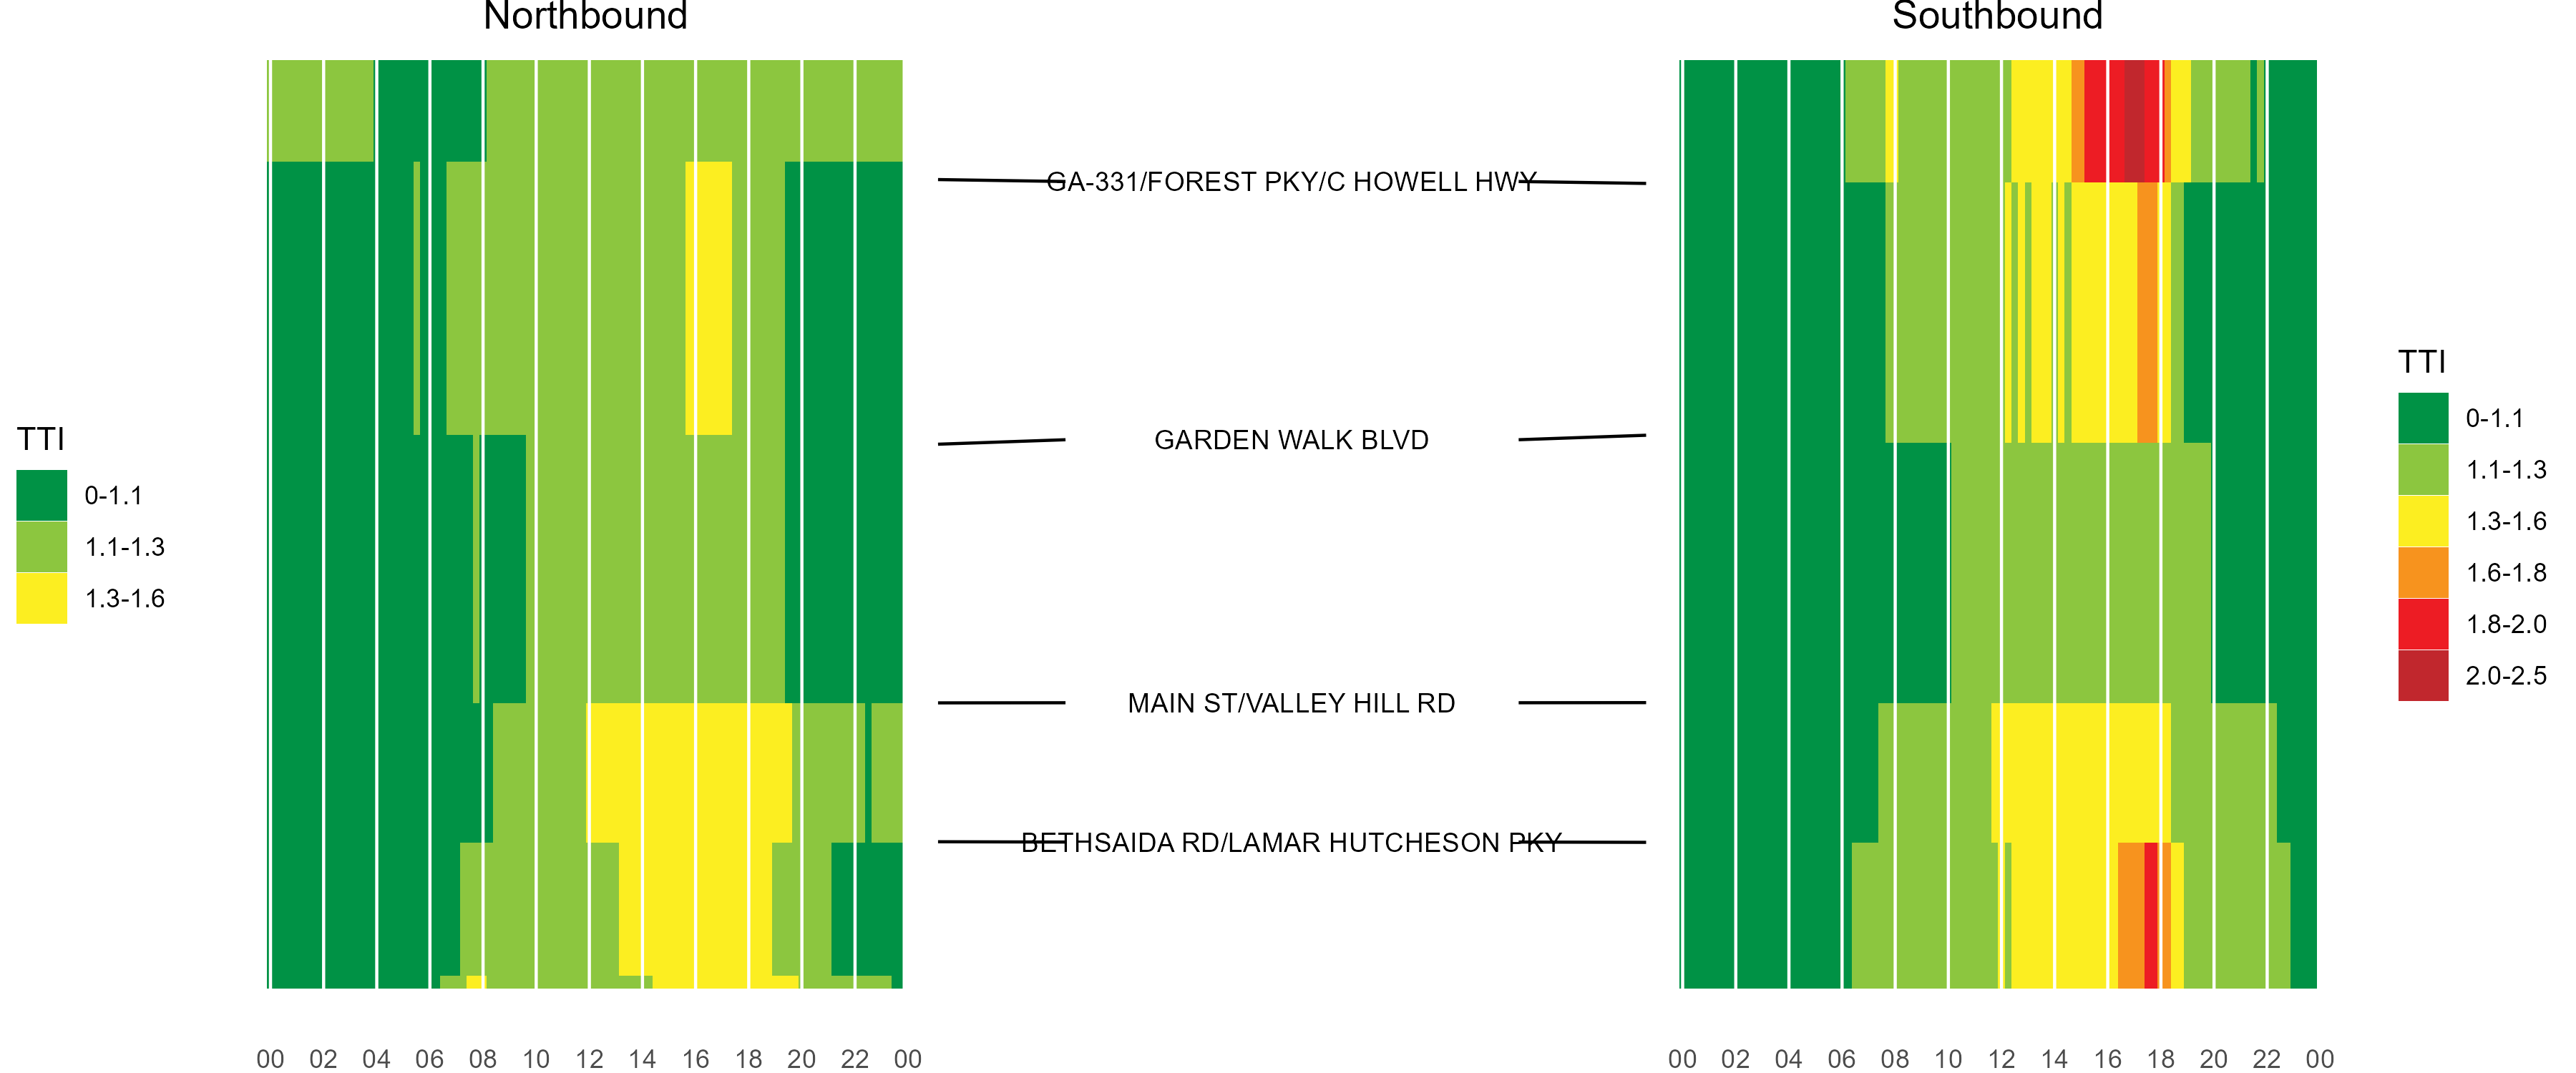 Northbound
Southbound
GA-331/FOREST PKY/C HOWELL HWY
GARDEN WALK BLVD
MAIN ST/VALLEY HILL RD
BETHSAIDA RD/LAMAR HUTCHESON PKY
TTI
0-1.1
1.1-1.3
1.3-1.6
TTI
0-1.1
1.1-1.3
1.3-1.6
1.6-1.8
1.8-2.0
2.0-2.5
00 02 04 06 08 10 12 14 16 18 20 22 00
00 02 04 06 08 10 12 14 16 18 20 22 00